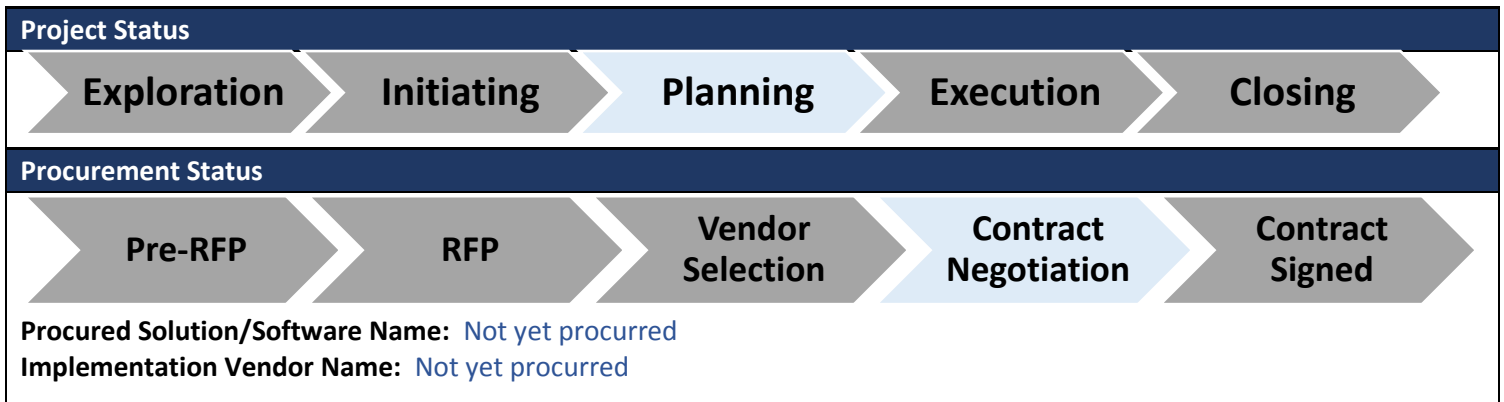 Project Status
Exploration Initiating Planning Execution Closing
Procurement Status
Pre-RFP RFP Vendor Selection Contract Negotiation Contract Signed
Procured Solution/Software Name: Not yet procurred
Implementation Vendor Name: Not yet procurred